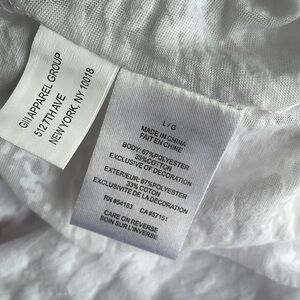 Gill APPAREL GROUP
512 7TH AVE
NEW YORK, NY 10018
L / G
MADE IN CHINA
FAIT EN CHINE
BODY: 67%POLYESTER
33%COTTON
EXCLUSIVE OF DECORATION
EXTERIEUR: 67%POLYESTER
33% COTON
EXCLUSIVITE DE LA DECORATION
RN #94163 CA#57151
CARE ON REVERSE
SOIN SUR L'INVERSE